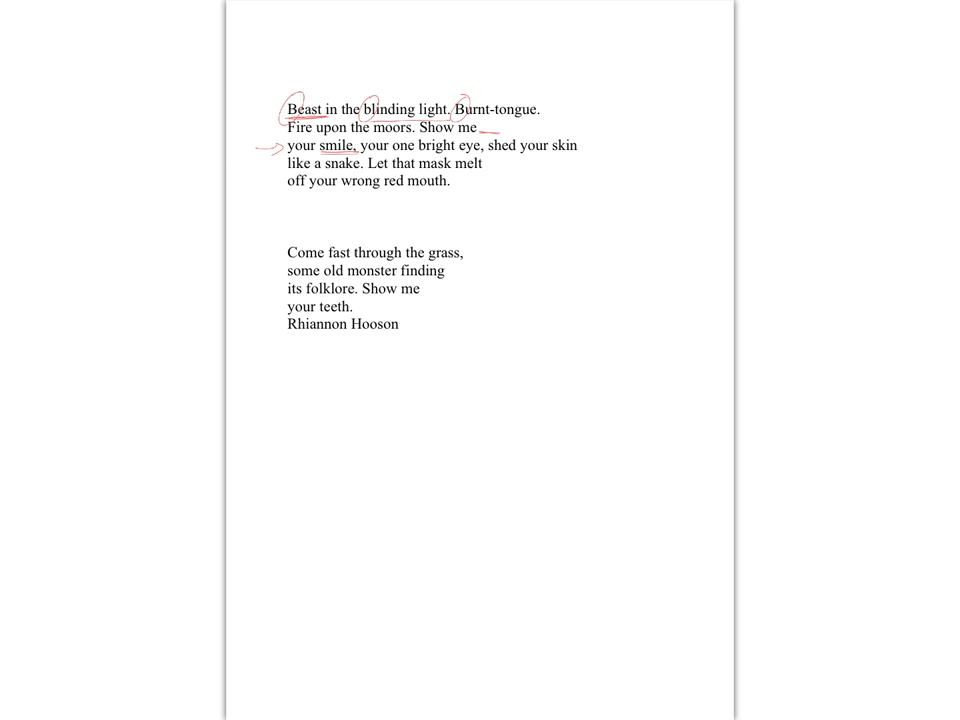 Beast in the blinding light. Burnt-tongue.
Fire upon the moors. Show me
your smile, your one bright eye, shed your skin
like a snake. Let that mask melt
off your wrong red mouth.
Come fast through the grass,
some old monster finding
its folklore. Show me
your teeth.
Rhiannon Hooson